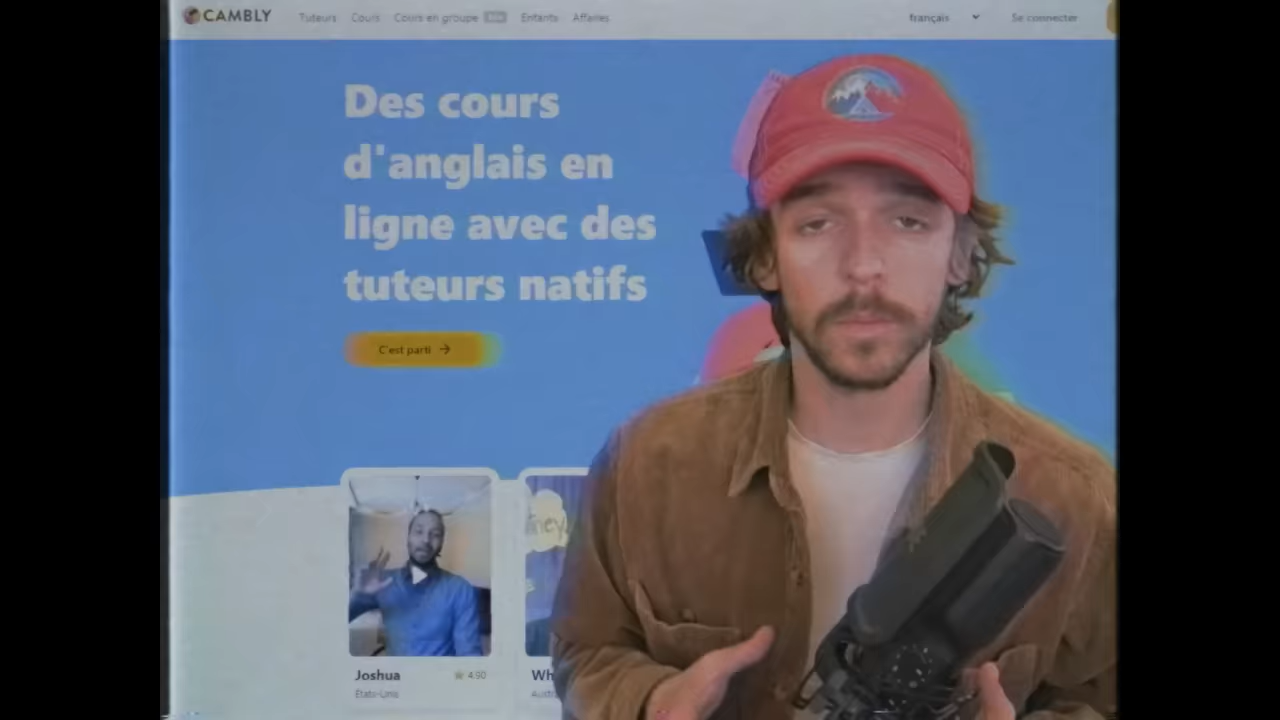 CAMBLY
Tuteurs Cours Cours en groupe Enfants Affaires français Se connecter
Des cours
d'anglais en
ligne avec des
tuteurs natifs
C'est parti →
Joshua 4.90
États-Unis